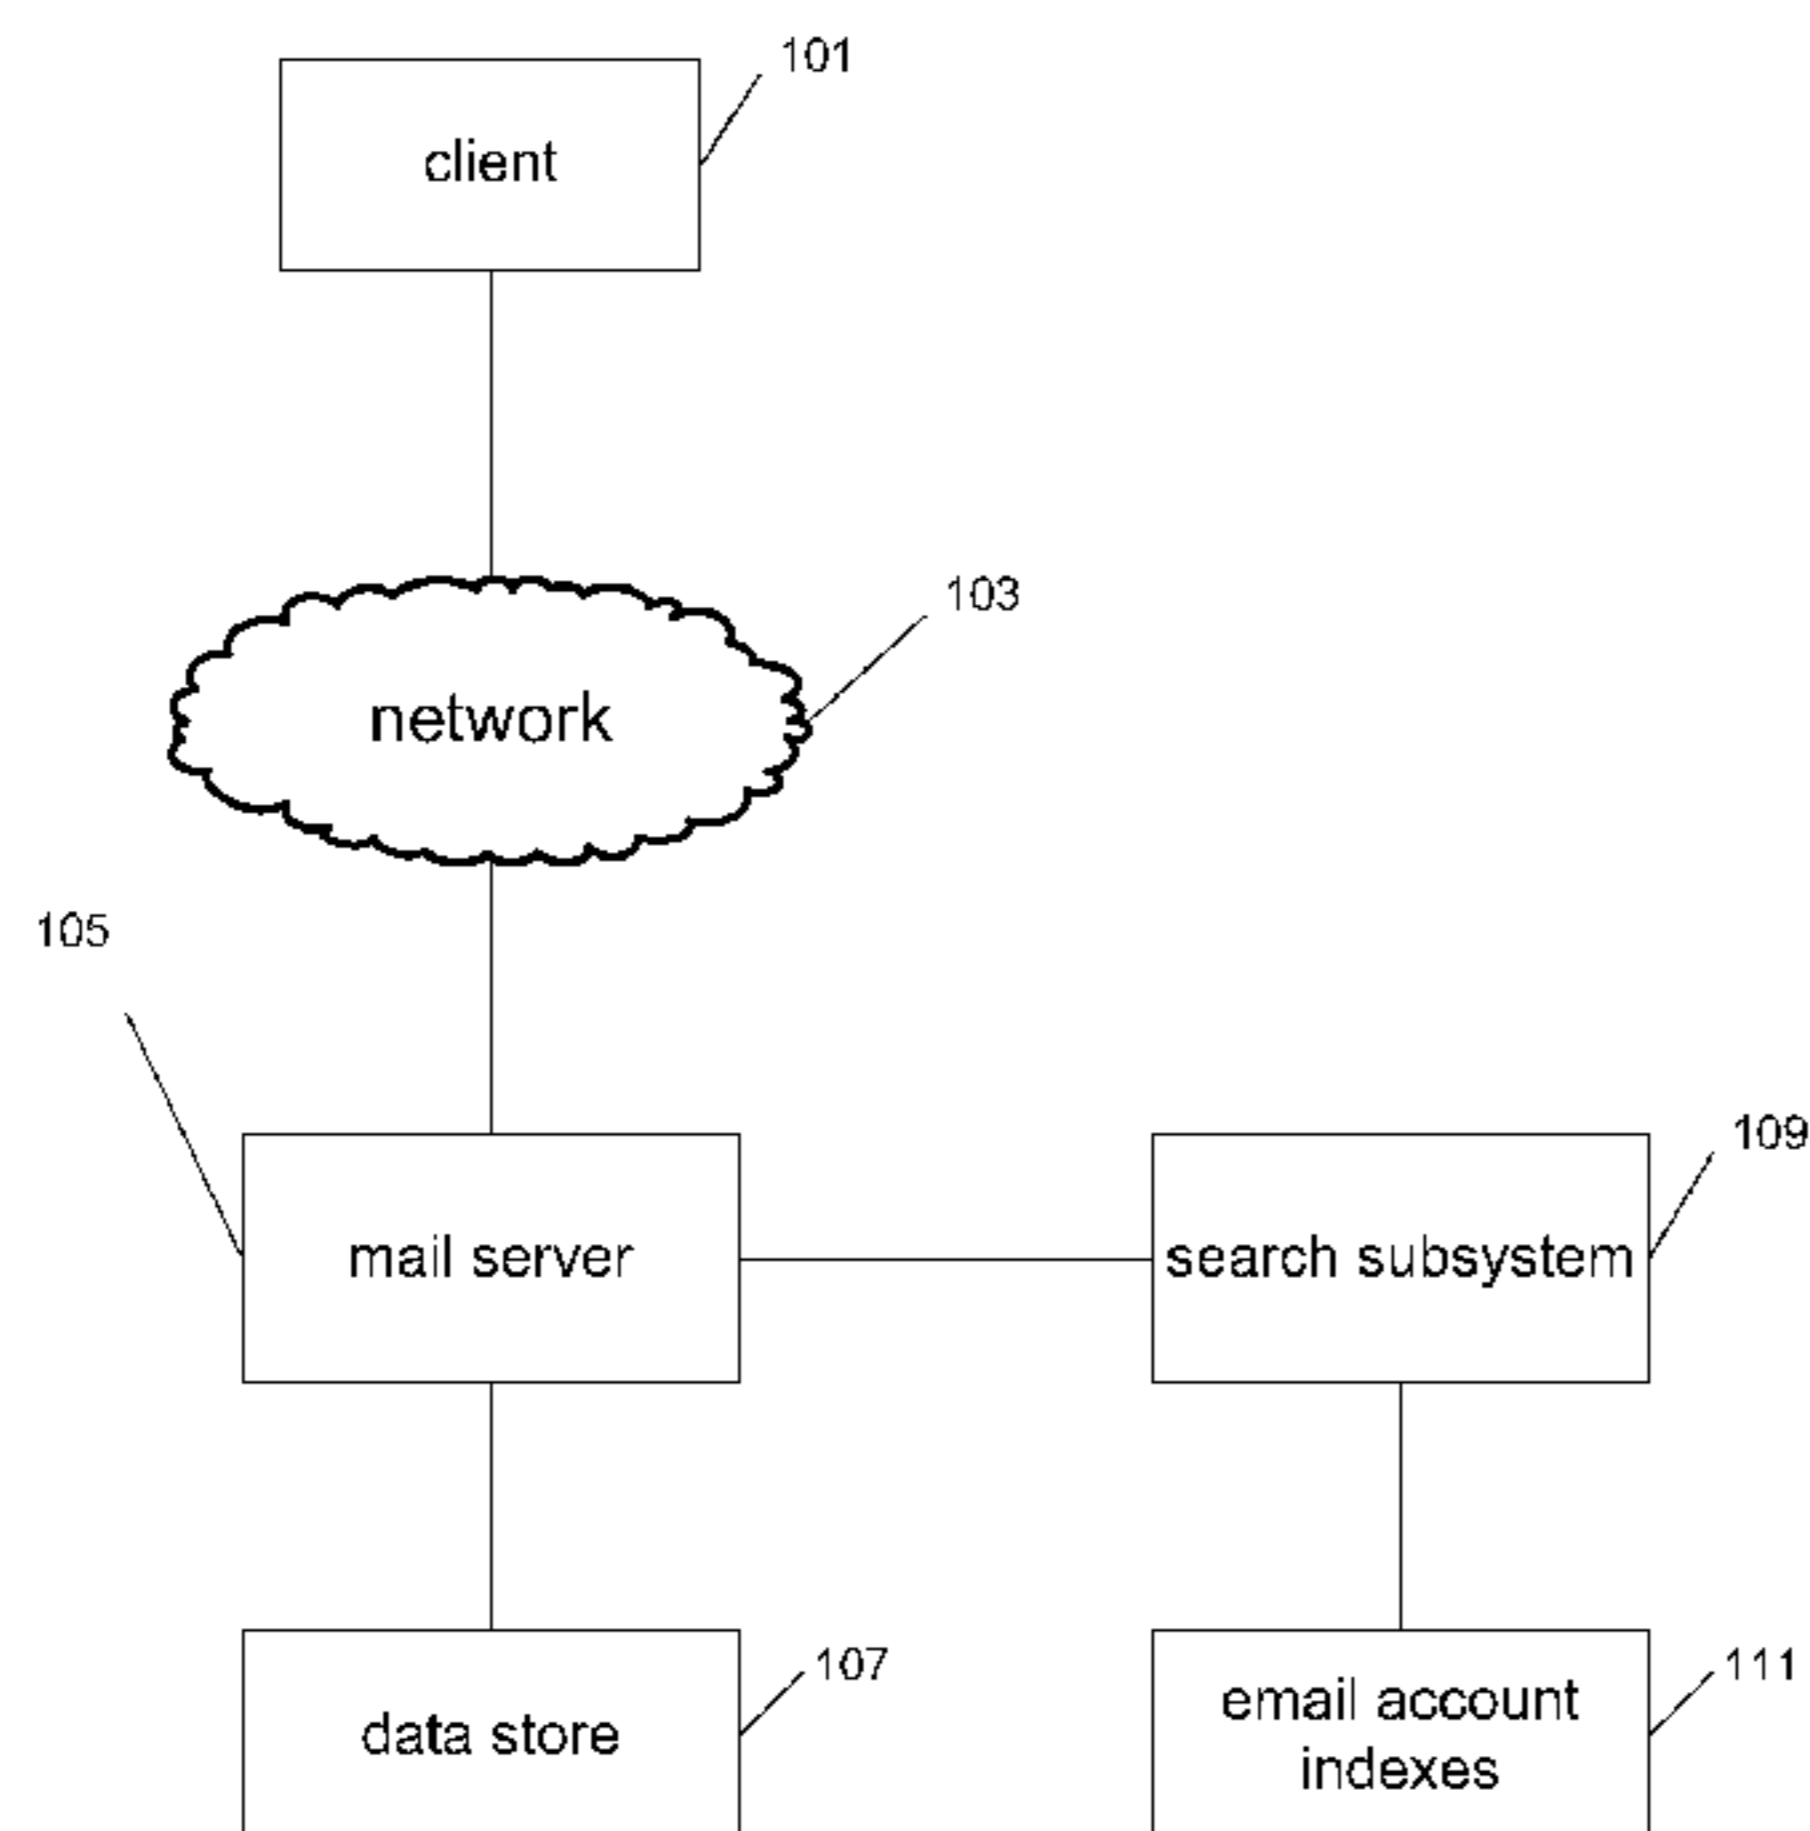 101
client
103
network
105
109
mail server
search subsystem
107
111
data store
email account
indexes